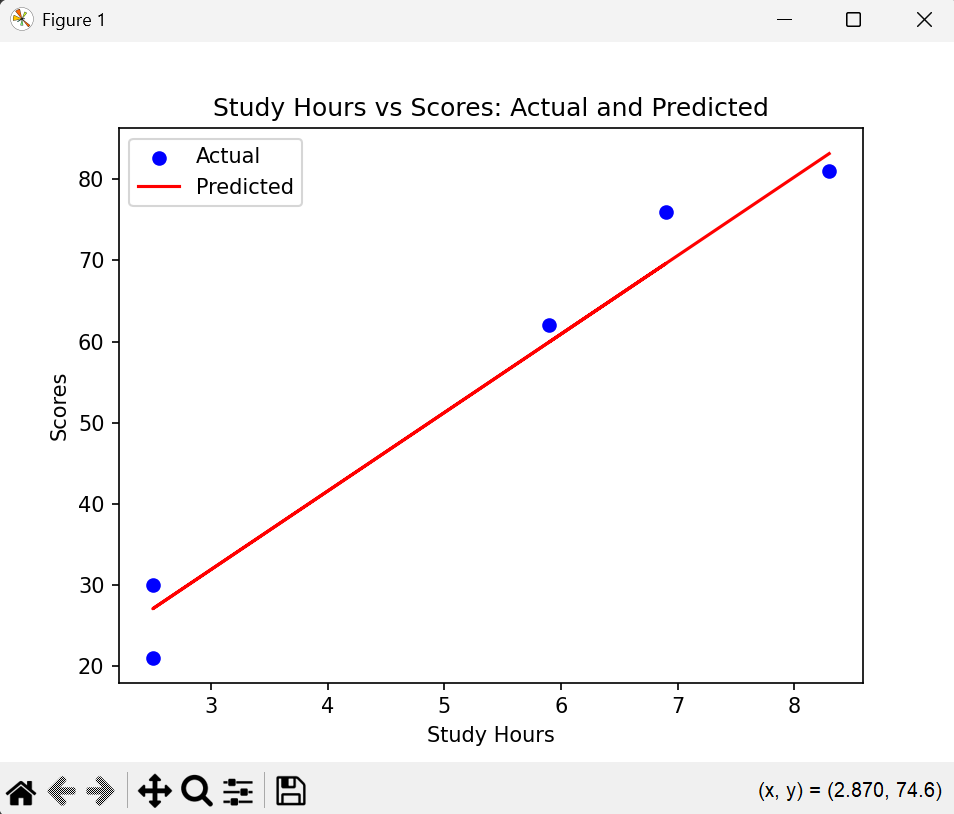 Figure 1
Study Hours vs Scores: Actual and Predicted
Actual
Predicted
80
70
60
50
40
30
20
Scores
3 4 5 6 7 8
Study Hours
(x, y) = (2.870, 74.6)